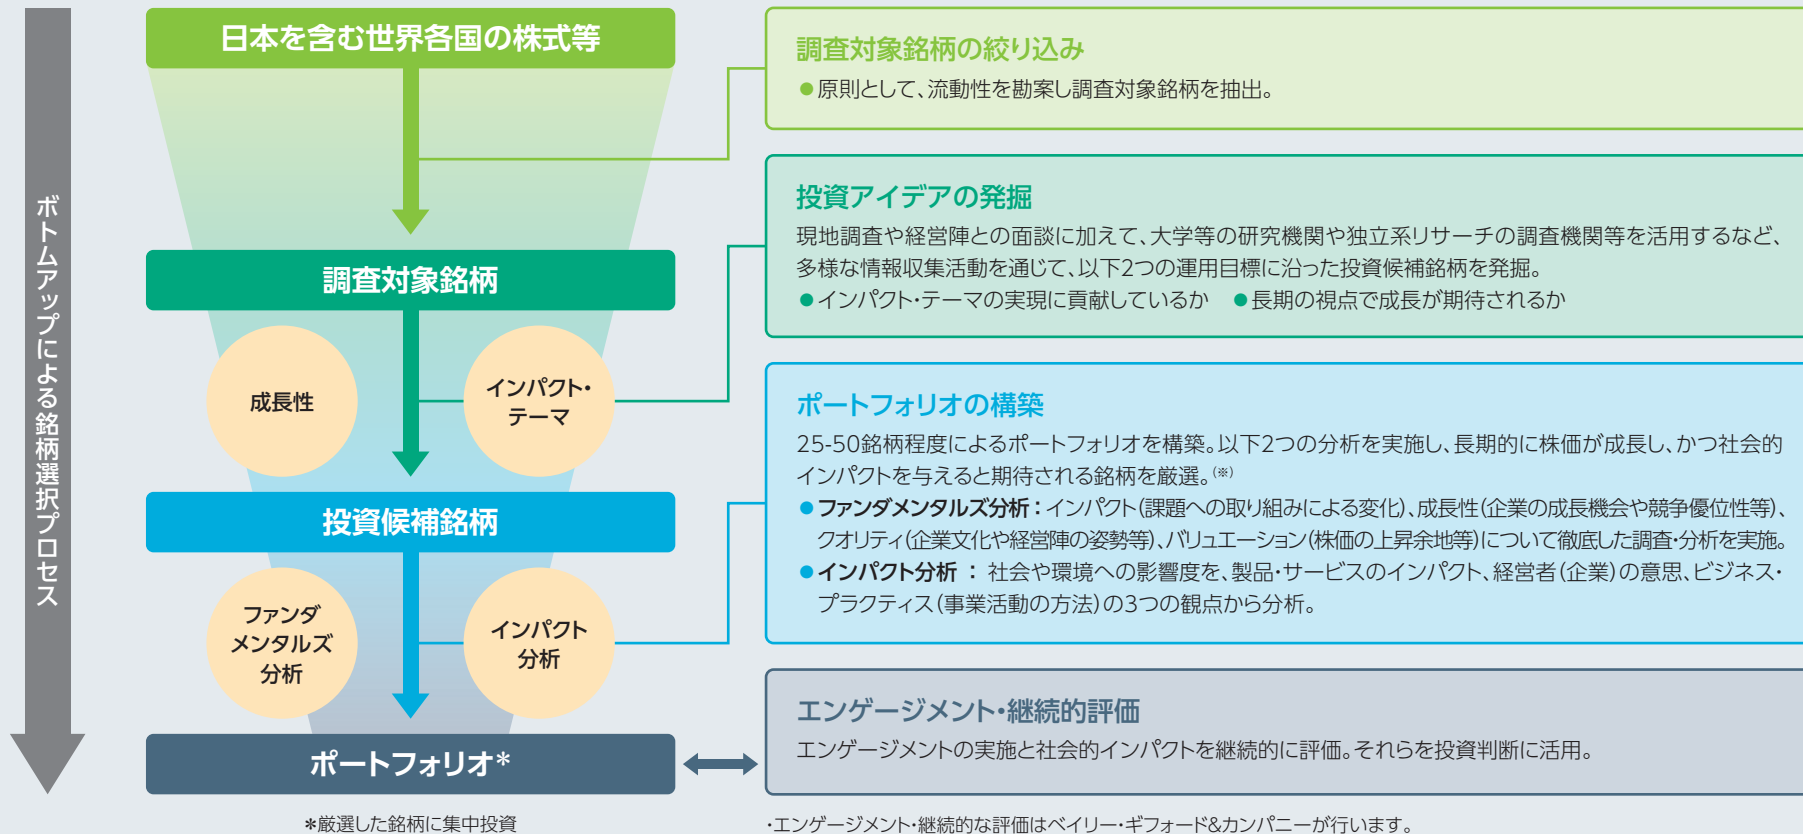 ボトムアップによる銘柄選択プロセス
日本を含む世界各国の株式等
調査対象銘柄の絞り込み
●原則として、流動性を勘案し調査対象銘柄を抽出。
調査対象銘柄
成長性
インパクト・
テーマ
投資アイデアの発掘
現地調査や経営陣との面談に加えて、大学等の研究機関や独立系リサーチの調査機関等を活用するなど、
多様な情報収集活動を通じて、以下2つの運用目標に沿った投資候補銘柄を発掘。
●インパクト・テーマの実現に貢献しているか ●長期の視点で成長が期待されるか
投資候補銘柄
ファンダ
メンタルズ
分析
インパクト
分析
ポートフォリオの構築
25-50銘柄程度によるポートフォリオを構築。以下2つの分析を実施し、長期的に株価が成長し、かつ社会的
インパクトを与えると期待される銘柄を厳選。(※)
●ファンダメンタルズ分析：インパクト(課題への取り組みによる変化)、成長性(企業の成長機会や競争優位性等)、
クオリティ(企業文化や経営陣の姿勢等)、バリュエーション(株価の上昇余地等)について徹底した調査・分析を実施。
●インパクト分析 ： 社会や環境への影響度を、製品・サービスのインパクト、経営者(企業)の意思、ビジネス・
プラクティス(事業活動の方法)の3つの観点から分析。
ポートフォリオ*
エンゲージメント・継続的評価
エンゲージメントの実施と社会的インパクトを継続的に評価。それらを投資判断に活用。
*厳選した銘柄に集中投資
・エンゲージメント・継続的な評価はベイリー・ギフォード&カンパニーが行います。